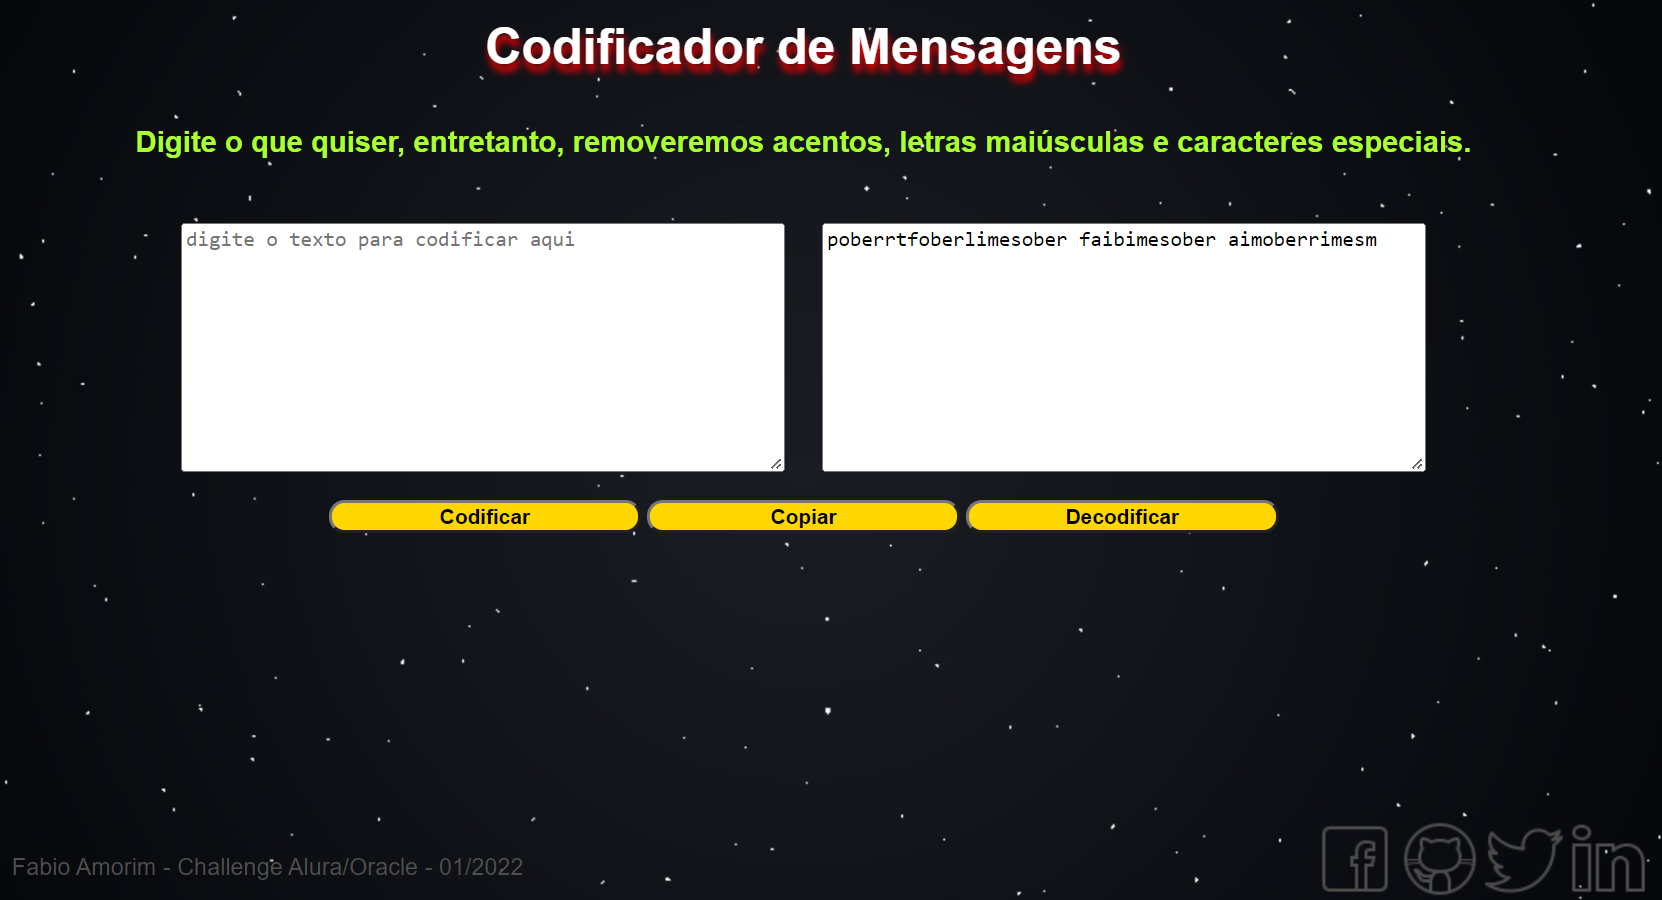 Codificador de Mensagens
Digite o que quiser, entretanto, removeremos acentos, letras maiúsculas e caracteres especiais.
digite o texto para codificar aqui
poberrtfoberlimesober faibimesober aimoberrimesm
Codificar
Copiar
Decodificar
Fabio Amorim - Challenge Alura/Oracle - 01/2022